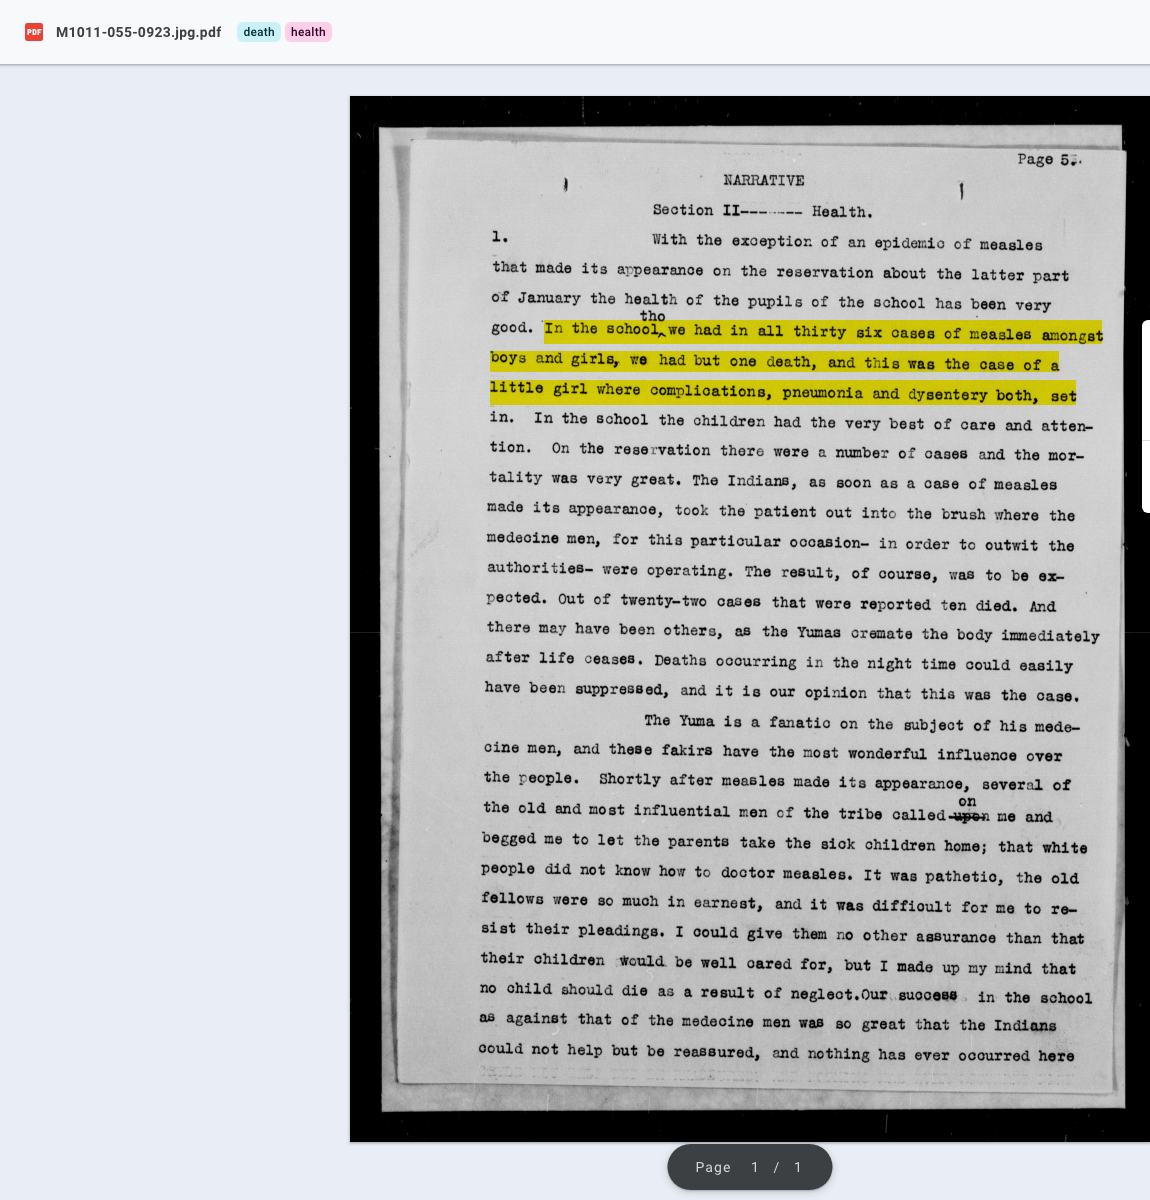 M1011-055-0923.jpg.pdf death health
Page 5.
NARRATIVE
Section II------- Health.
1. With the exception of an epidemic of measles
that made its appearance on the reservation about the latter part
of January the health of the pupils of the school has been very
tho
good. In the school, we had in all thirty six cases of measles amongst
boys and girls, we had but one death, and this was the case of a
little girl where complications, pneumonia and dysentery both, set
in. In the school the children had the very best of care and atten-
tion. On the reservation there were a number of cases and the mor-
tality was very great. The Indians, as soon as a case of measles
made its appearance, took the patient out into the brush where the
medecine men, for this particular occasion- in order to outwit the
authorities- were operating. The result, of course, was to be ex-
pected. Out of twenty-two cases that were reported ten died. And
there may have been others, as the Yumas cremate the body immediately
after life ceases. Deaths occurring in the night time could easily
have been suppressed, and it is our opinion that this was the case.
The Yuma is a fanatic on the subject of his mede-
cine men, and these fakirs have the most wonderful influence over
the people. Shortly after measles made its appearance, several of
on
the old and most influential men of the tribe called upon me and
begged me to let the parents take the sick children home; that white
people did not know how to doctor measles. It was pathetic, the old
fellows were so much in earnest, and it was difficult for me to re-
sist their pleadings. I could give them no other assurance than that
their children would be well cared for, but I made up my mind that
no child should die as a result of neglect.Our success in the school
as against that of the medecine men was so great that the Indians
could not help but be reassured, and nothing has ever occurred here
Page 1 / 1